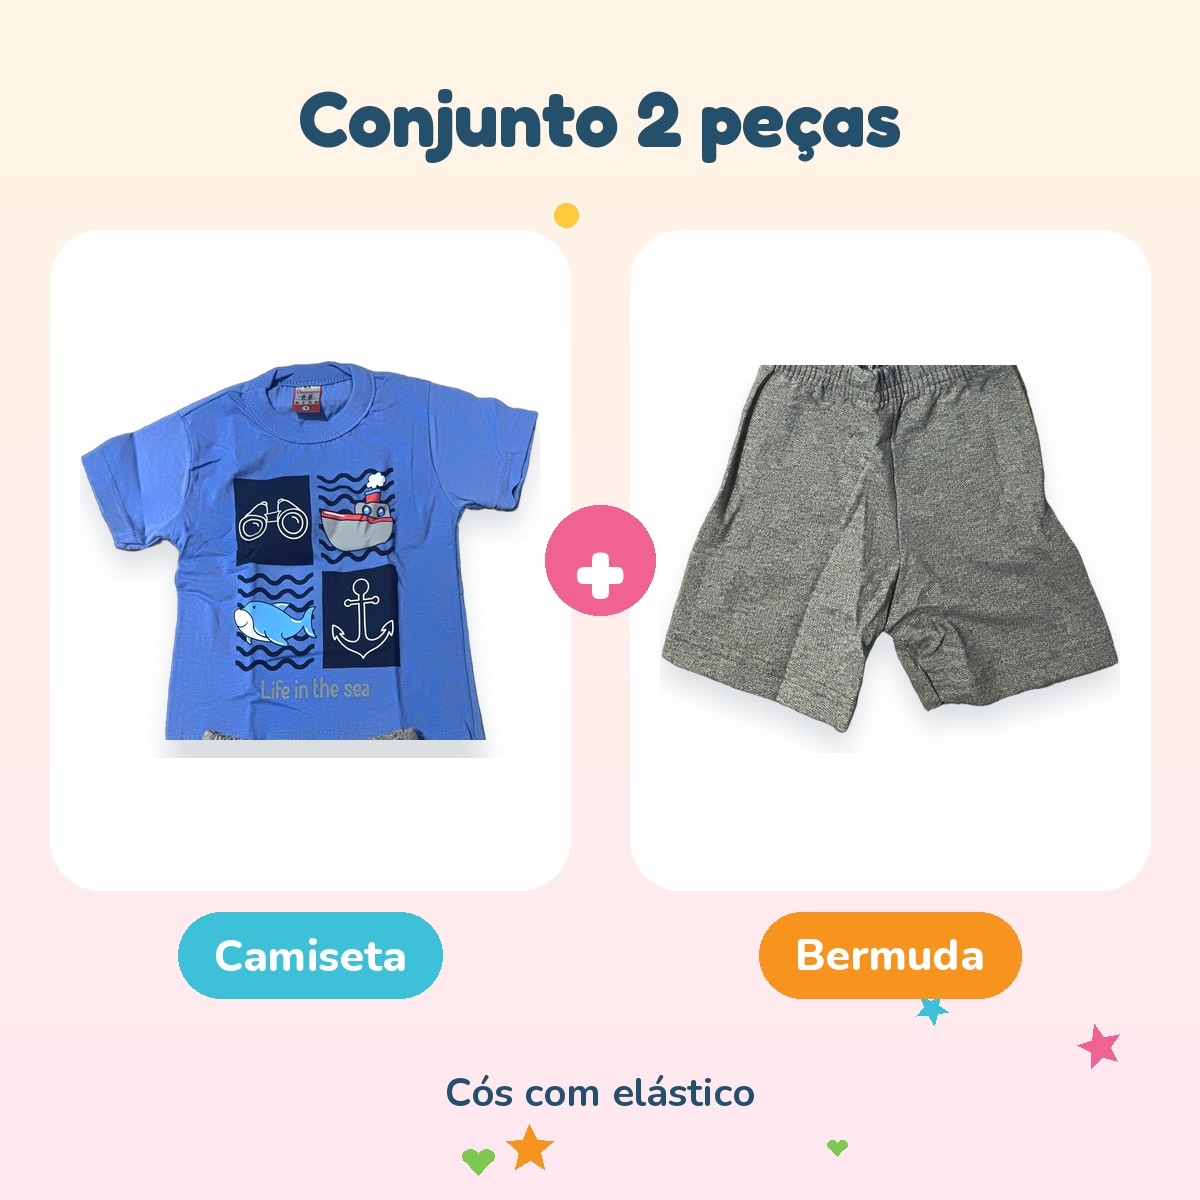 Conjunto 2 peças
Life in the sea
Camiseta
Bermuda
Cós com elástico